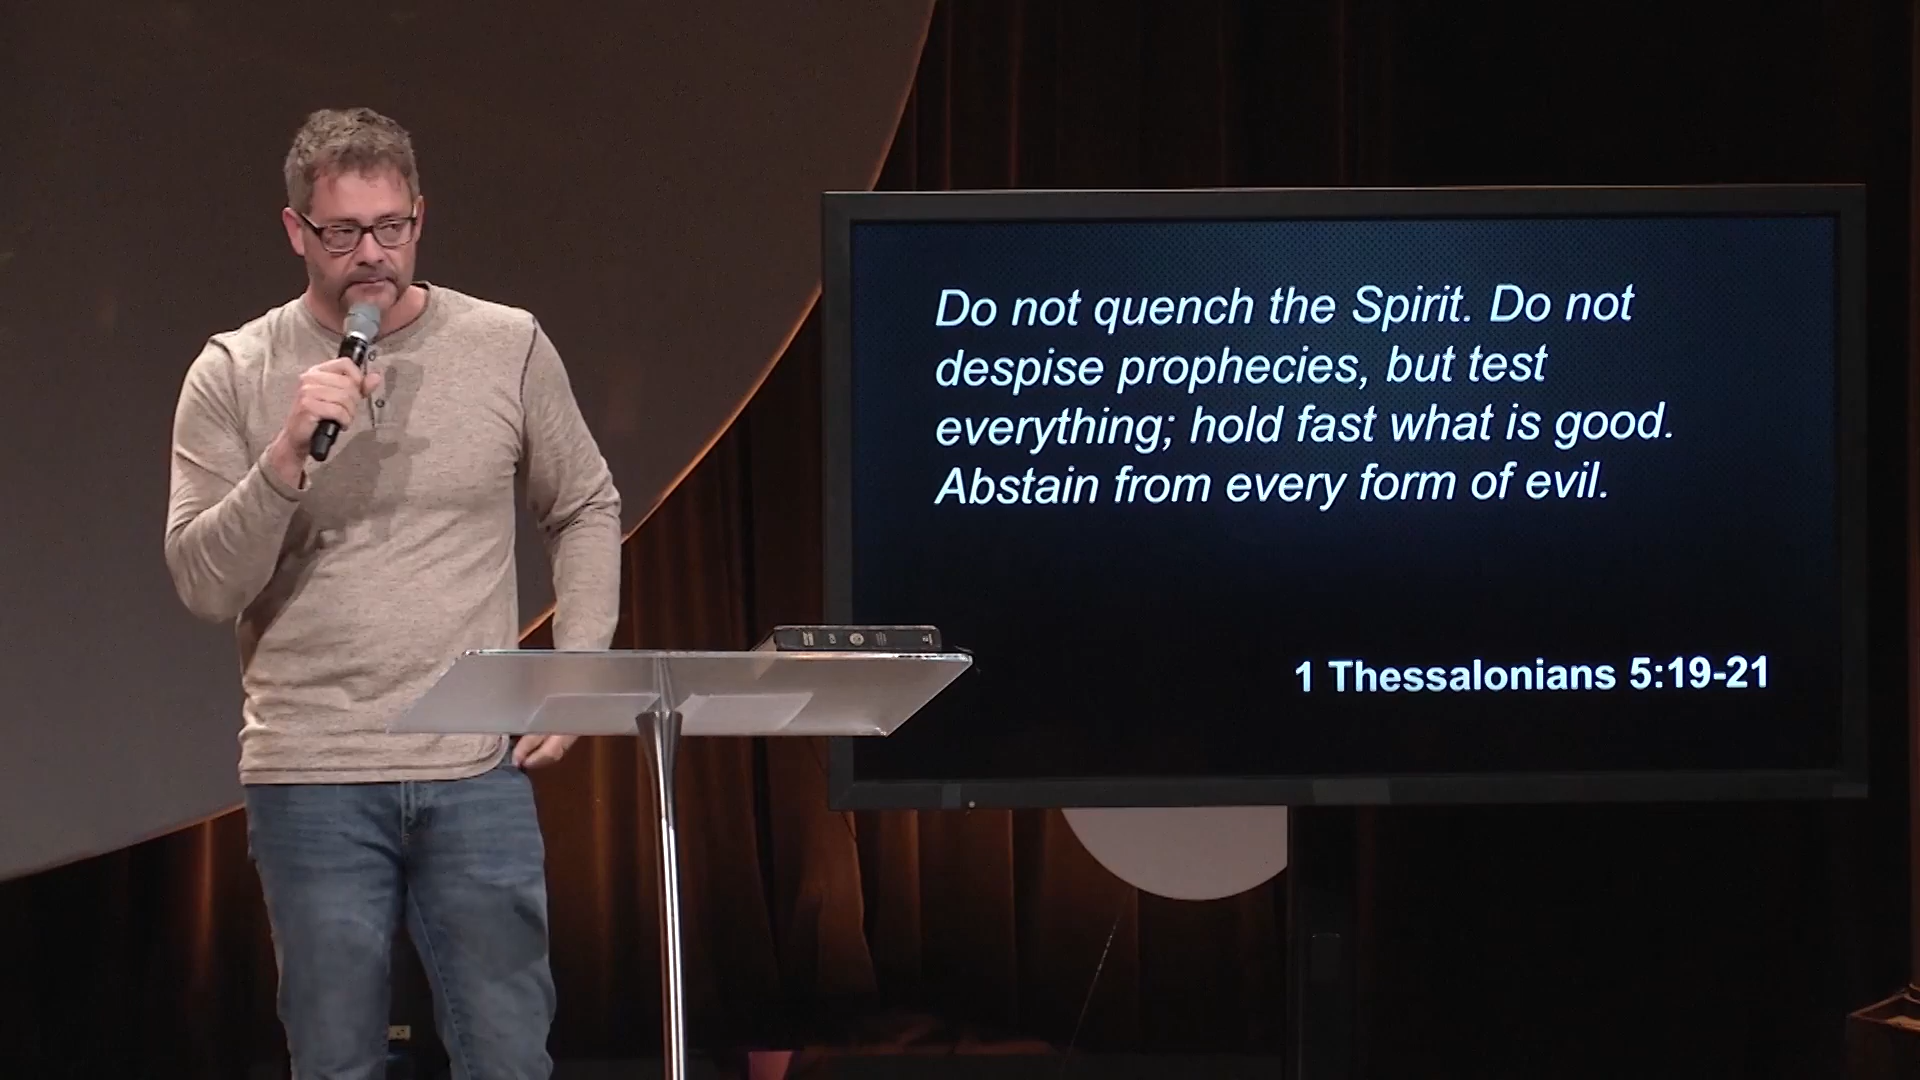 Do not quench the Spirit. Do not
despise prophecies, but test
everything; hold fast what is good.
Abstain from every form of evil.
1 Thessalonians 5:19-21